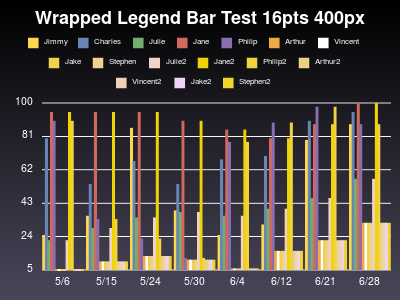 Wrapped Legend Bar Test 16pts 400px
Jimmy Charles Julie Jane Philip Arthur Vincent
Jake Stephen Julie2 Jane2 Philip2 Arthur2
Vincent2 Jake2 Stephen2
100
81
62
43
24
5
5/6 5/15 5/24 5/30 6/4 6/12 6/21 6/28